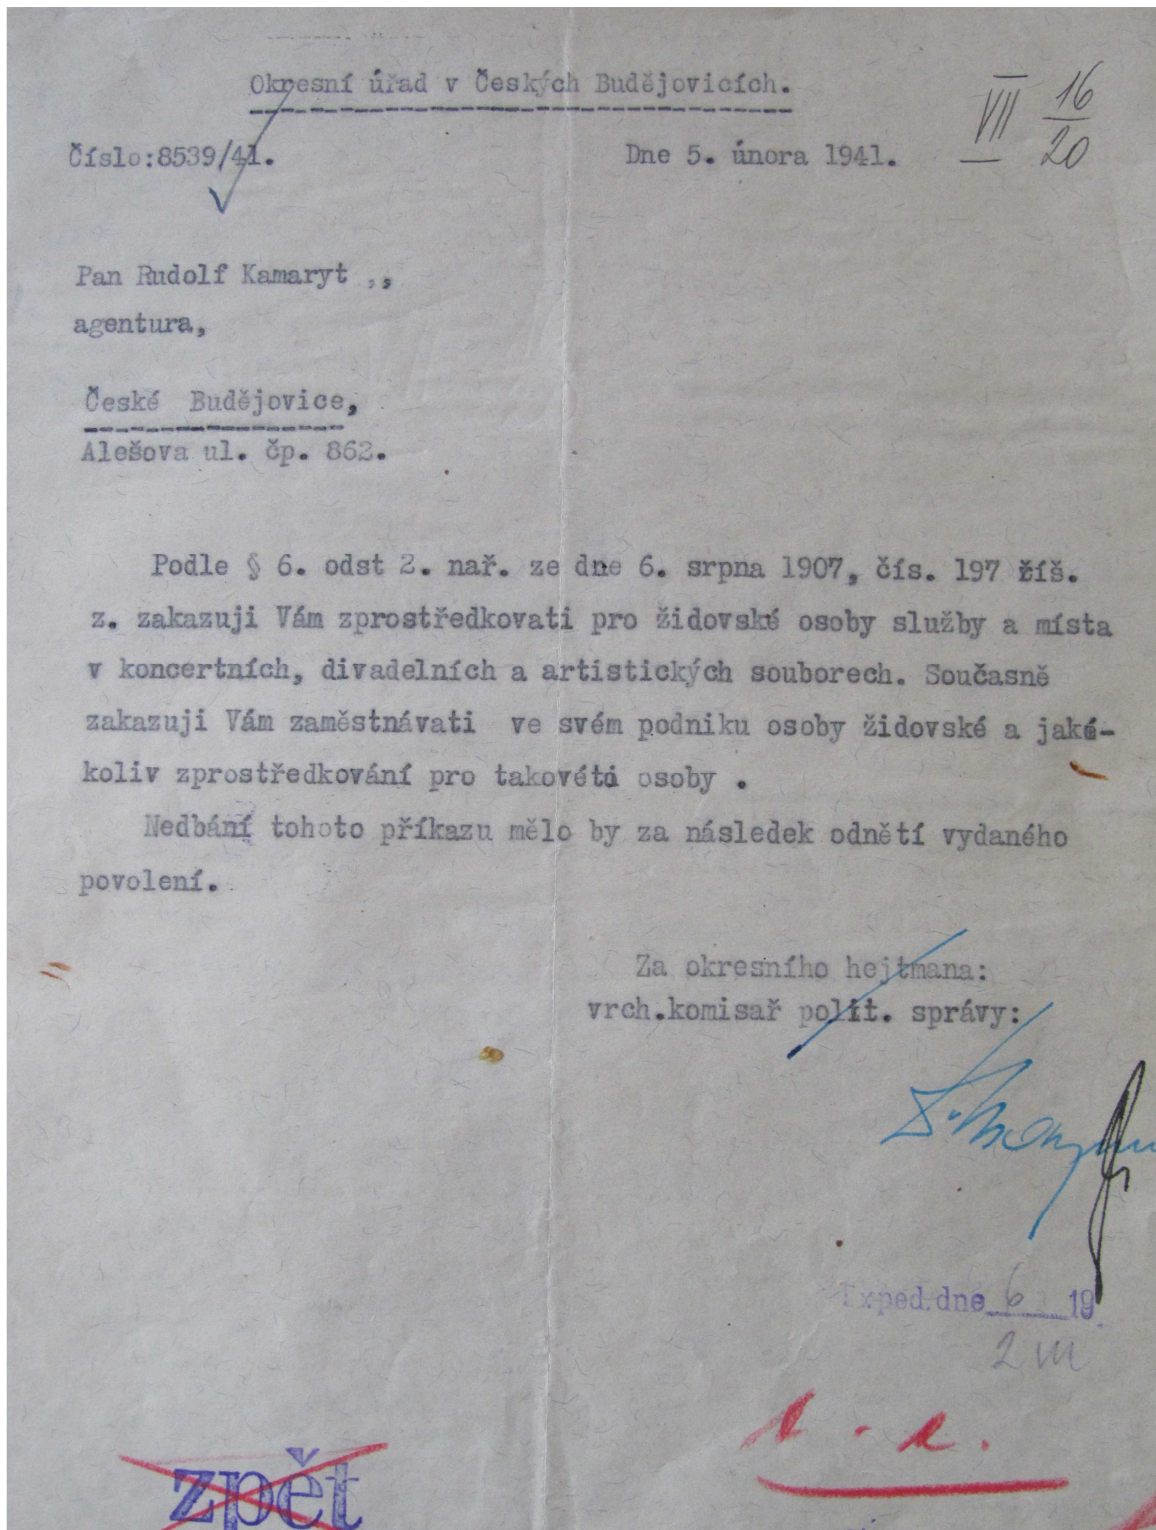 Okresní úřad v Českých Budějovicích.
VII 16
20
Číslo:8539/41.
Dne 5. února 1941.
Pan Rudolf Kamaryt ,,
agentura,
České Budějovice,
Alešova ul. čp. 862.
Podle § 6. odst 2. nař. ze dne 6. srpna 1907, čís. 197 říš.
z. zakazuji Vám zprostředkovati pro židovské osoby služby a místa
v koncertních, divadelních a artistických souborech. Současně
zakazuji Vám zaměstnávati ve svém podniku osoby židovské a jaké-
koliv zprostředkování pro takovéto osoby .
Nedbání tohoto příkazu mělo by za následek odnětí vydaného
povolení.
Za okresního hejtmana:
vrch.komisař polit. správy:
Exped.dne 6 19
zpět